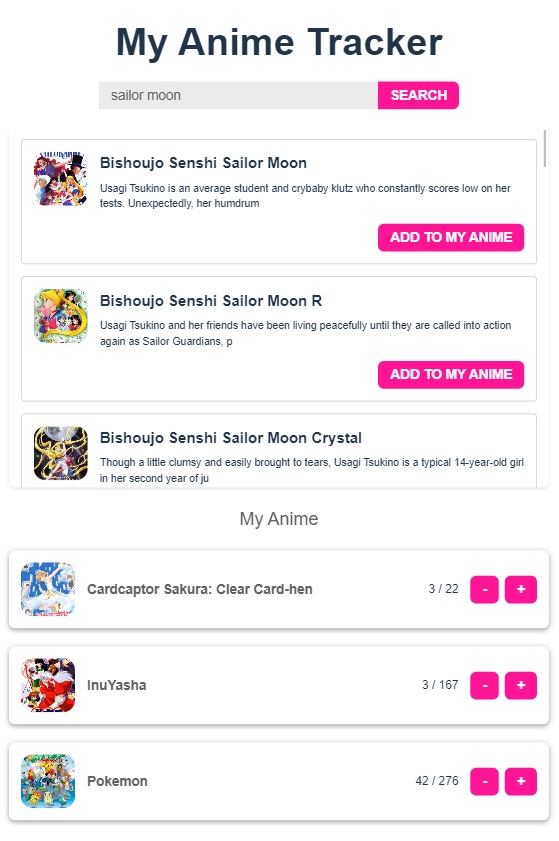 My Anime Tracker
sailor moon
SEARCH
Bishoujo Senshi Sailor Moon
Usagi Tsukino is an average student and crybaby klutz who constantly scores low on her
tests. Unexpectedly, her humdrum
ADD TO MY ANIME
Bishoujo Senshi Sailor Moon R
Usagi Tsukino and her friends have been living peacefully until they are called into action
again as Sailor Guardians, p
ADD TO MY ANIME
Bishoujo Senshi Sailor Moon Crystal
Though a little clumsy and easily brought to tears, Usagi Tsukino is a typical 14-year-old girl
in her second year of ju
My Anime
Cardcaptor Sakura: Clear Card-hen
3 / 22
-
+
InuYasha
3 / 167
-
+
Pokemon
42 / 276
-
+